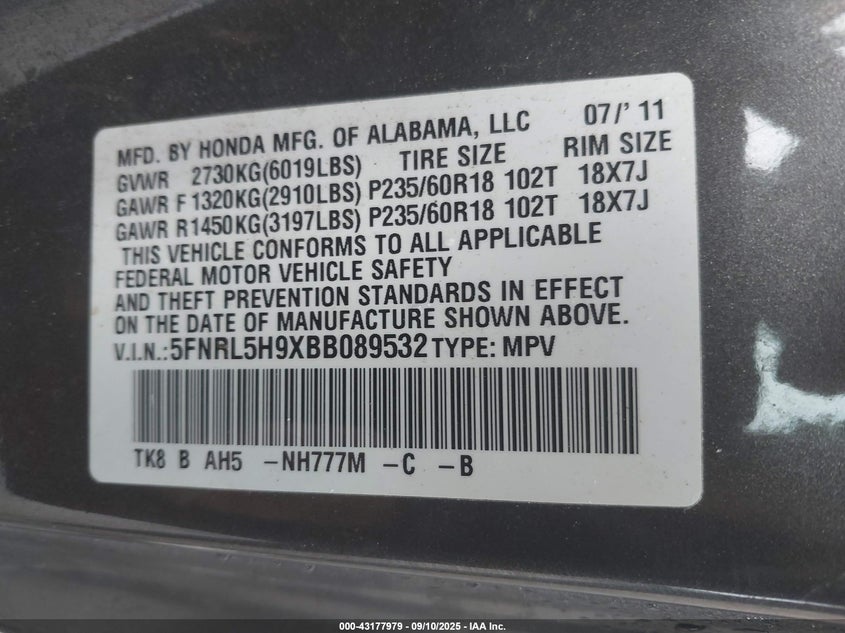 MFD. BY HONDA MFG. OF ALABAMA, LLC 07/' 11
GVWR 2730KG(6019LBS) TIRE SIZE RIM SIZE
GAWR F 1320KG(2910LBS) P235/60R18 102T 18X7J
GAWR R1450KG(3197LBS) P235/60R18 102T 18X7J
THIS VEHICLE CONFORMS TO ALL APPLICABLE
FEDERAL MOTOR VEHICLE SAFETY
AND THEFT PREVENTION STANDARDS IN EFFECT
ON THE DATE OF MANUFACTURE SHOWN ABOVE.
V.I.N.:5FNRL5H9XBB089532 TYPE: MPV
TK8 B AH5 -NH777M -C -B
000-43177979 - 09/10/2025 - IAA Inc.